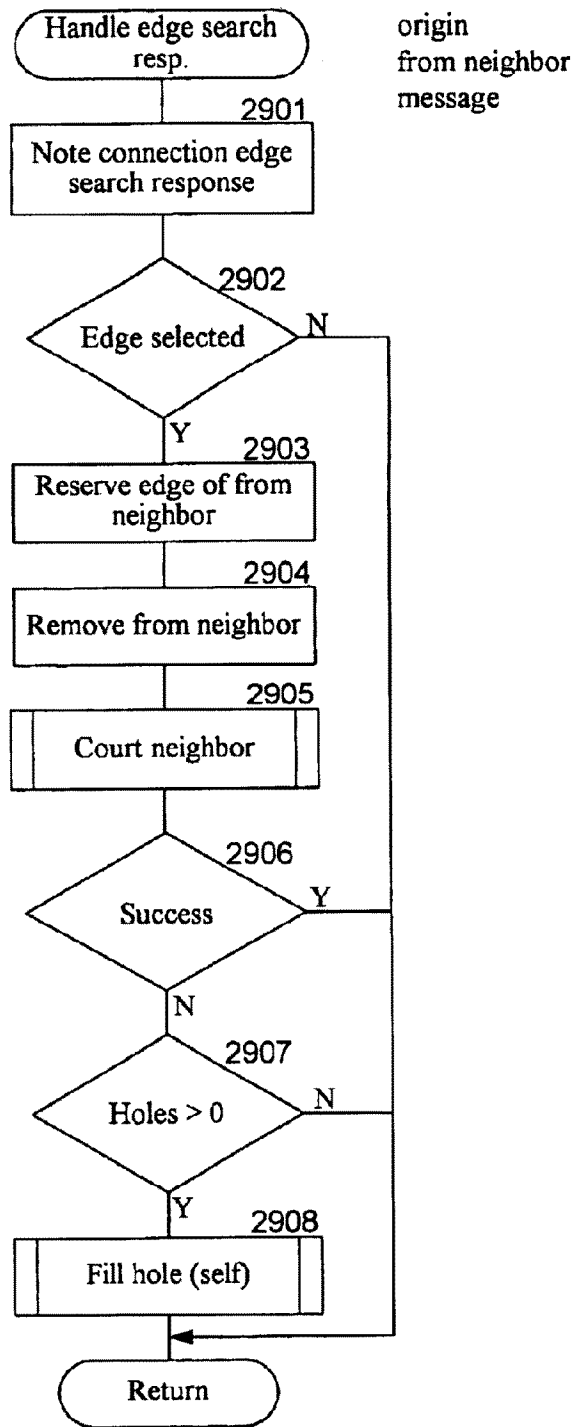 Handle edge search
resp.
origin
from neighbor
message
2901
Note connection edge
search response
2902
Edge selected
N
Y
2903
Reserve edge of from
neighbor
2904
Remove from neighbor
2905
Court neighbor
2906
Success
Y
N
2907
Holes > 0
N
Y
2908
Fill hole (self)
Return